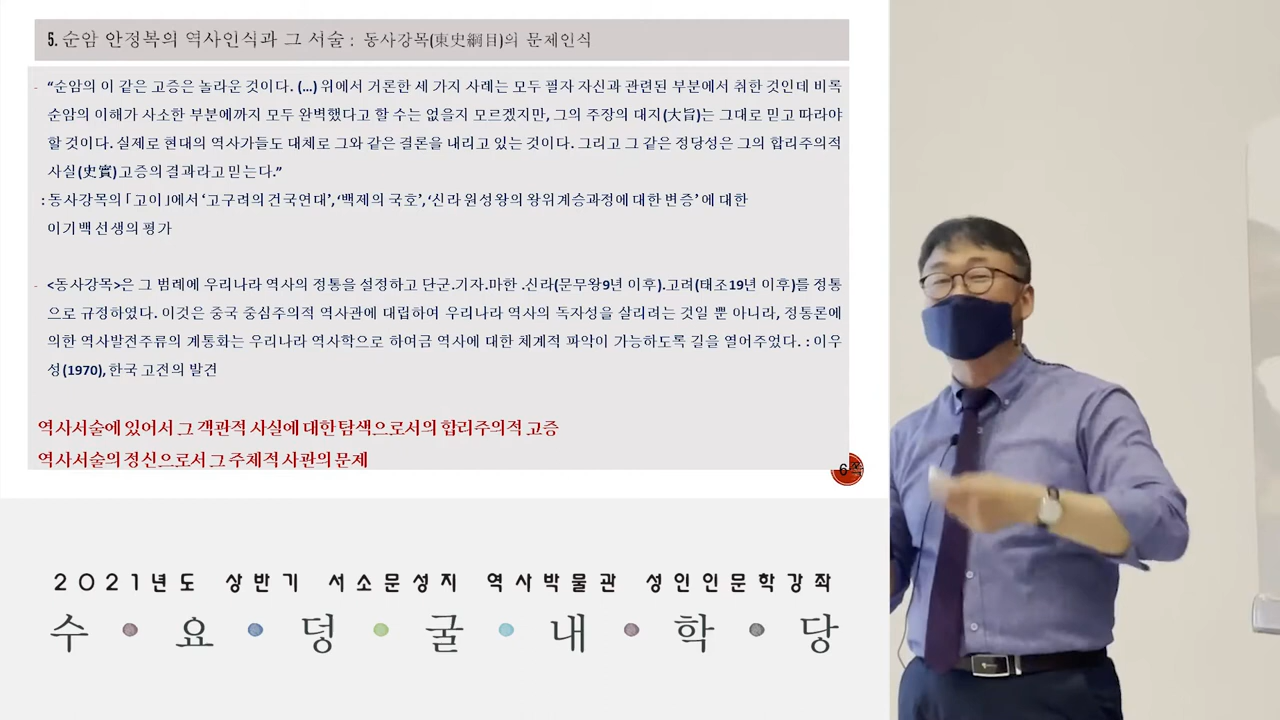 5. 순암 안정복의 역사인식과 그 서술 : 동사강목(東史綱目)의 문제인식
- “순암의 이 같은 고증은 놀라운 것이다. (...) 위에서 거론한 세 가지 사례는 모두 필자 자신과 관련된 부분에서 취한 것인데 비록
순암의 이해가 사소한 부분에까지 모두 완벽했다고 할 수는 없을지 모르겠지만, 그의 주장의 대지(大旨)는 그대로 믿고 따라야
할 것이다. 실제로 현대의 역사가들도 대체로 그와 같은 결론을 내리고 있는 것이다. 그리고 그 같은 정당성은 그의 합리주의적
사실(史實)고증의 결과라고 믿는다.”
: 동사강목의 「고이」에서 ‘고구려의 건국연대’, ‘백제의 국호’, ‘신라 원성왕의 왕위계승과정에 대한 변증’ 에 대한
이기백 선생의 평가
- <동사강목>은 그 범례에 우리나라 역사의 정통을 설정하고 단군.기자.마한 .신라(문무왕9년 이후).고려(태조19년 이후)를 정통
으로 규정하였다. 이것은 중국 중심주의적 역사관에 대립하여 우리나라 역사의 독자성을 살리려는 것일 뿐 아니라, 정통론에
의한 역사발전주류의 계통화는 우리나라 역사학으로 하여금 역사에 대한 체계적 파악이 가능하도록 길을 열어주었다. : 이우
성(1970), 한국 고전의 발견
역사서술에 있어서 그 객관적 사실에 대한 탐색으로서의 합리주의적 고증
역사서술의 정신으로서 그 주체적 사관의 문제
6쪽
2021년도 상반기 서소문성지 역사박물관 성인인문학강좌
수•요•덩•굴•내•학•당